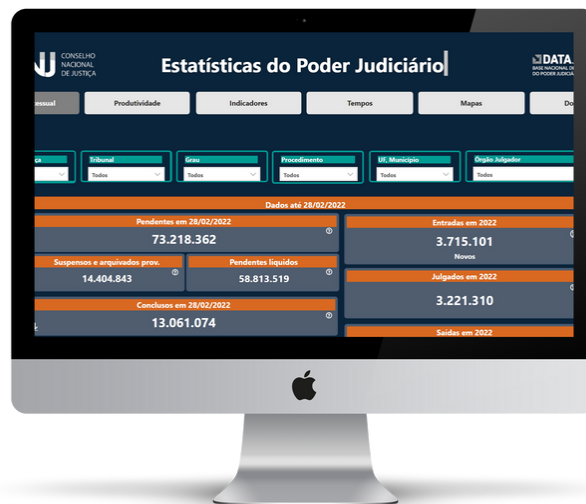 CONSELHO
NACIONAL
DE JUSTIÇA
Estatísticas do Poder Judiciário
DATA
Produtividade
Indicadores
Tempos
Mapas
Tribunal
Grau
Procedimento
UF, Município
Órgão Julgador
Todos
Todos
Todos
Todos
Todos
Dados até 28/02/2022
Pendentes em 28/02/2022
73.218.362
Entradas em 2022
3.715.101
Novos
Suspensos e arquivados prov.
14.404.843
Pendentes líquidos
58.813.519
Julgados em 2022
3.221.310
Conclusos em 28/02/2022
13.061.074
Saídas em 2022